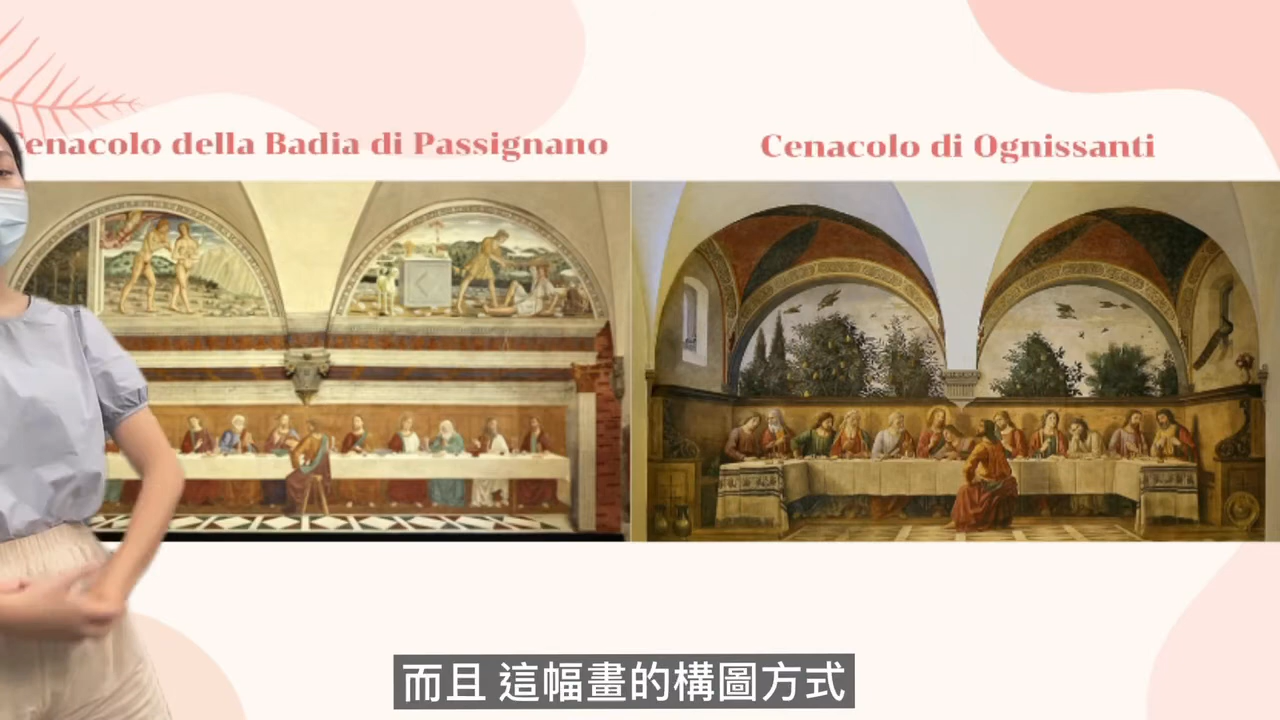 Cenacolo della Badia di Passignano
Cenacolo di Ognissanti
而且 這幅畫的構圖方式